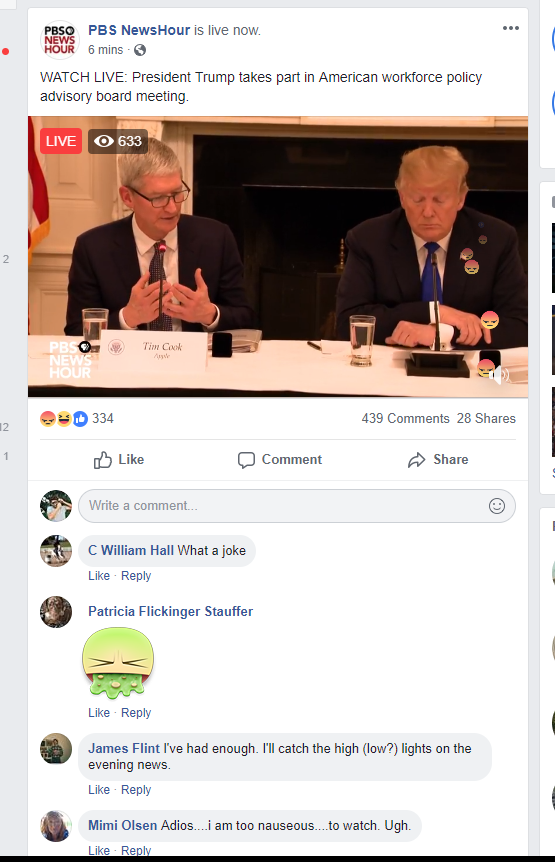 PBS
NEWS
HOUR
PBS NewsHour is live now.
6 mins ·
WATCH LIVE: President Trump takes part in American workforce policy
advisory board meeting.
LIVE 633
2
Tim Cook
Apple
PBS
NEWS
HOUR
334 439 Comments 28 Shares
12
Like Comment Share
1
Write a comment...
C William Hall What a joke
Like · Reply
Patricia Flickinger Stauffer
Like · Reply
James Flint I've had enough. I'll catch the high (low?) lights on the
evening news.
Like · Reply
Mimi Olsen Adios....i am too nauseous....to watch. Ugh.
Like · Reply